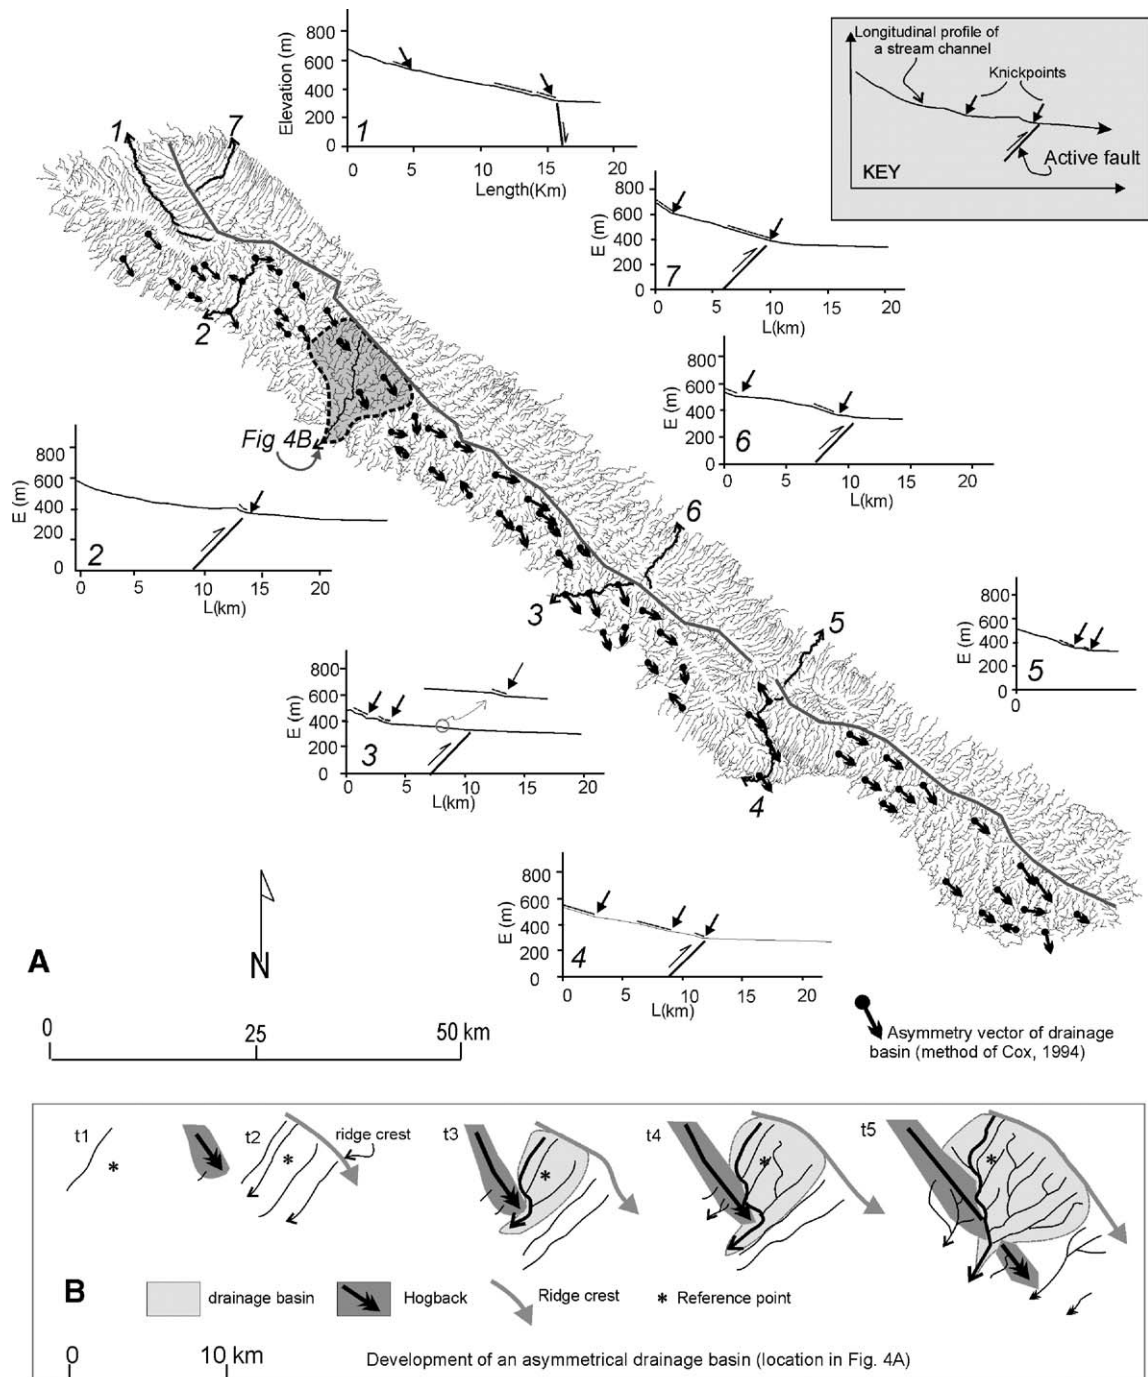 Elevation (m)
800
600
400
200
0
1
0 5 10 15 20
Length(Km)
Longitudinal profile of
a stream channel
Knickpoints
Active fault
KEY
E (m)
800
600
400
200
0
7
0 5 10 15 20
L(km)
E (m)
800
600
400
200
0
6
0 5 10 15 20
L(km)
1
7
2
Fig 4B
6
3
5
4
E (m)
800
600
400
200
0
2
0 5 10 15 20
L(km)
E (m)
800
600
400
200
0
5
0
E (m)
800
600
400
200
0
3
0 5 10 15 20
L(km)
E (m)
800
600
400
200
0
4
0 5 10 15 20
L(km)
A
N
0 25 50 km
Asymmetry vector of drainage
basin (method of Cox, 1994)
t1
t2
ridge crest
t3
t4
t5
*
*
*
*
*
B
drainage basin
Hogback
Ridge crest
* Reference point
0 10 km
Development of an asymmetrical drainage basin (location in Fig. 4A)